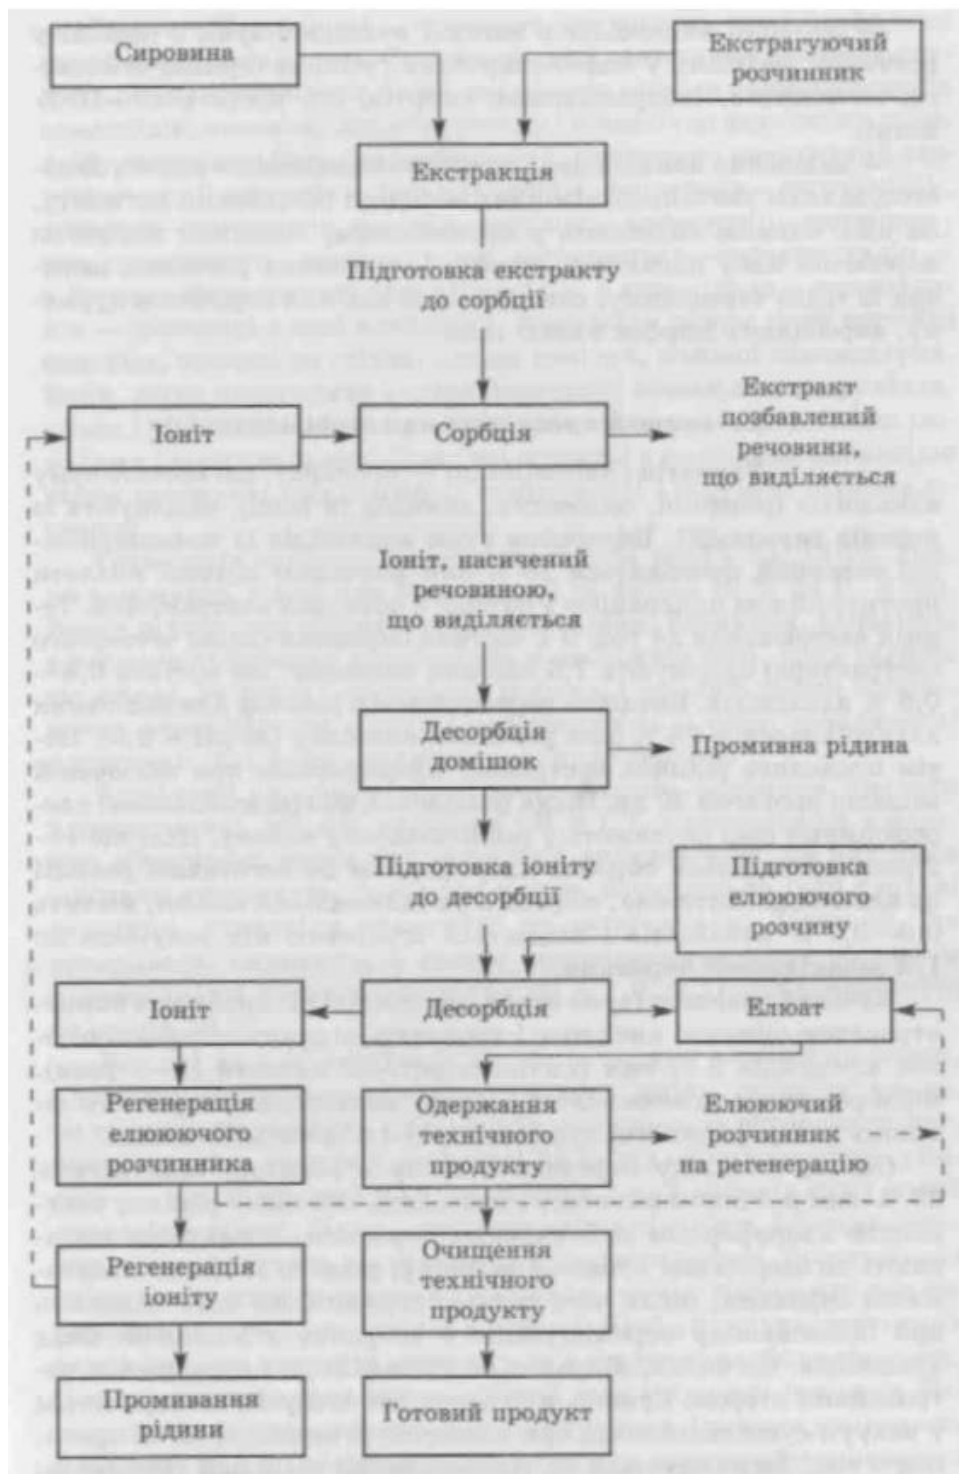 Сировина
Екстрагуючий
розчинник
Екстракція
Підготовка екстракту
до сорбції
Іоніт
Сорбція
Екстракт
позбавлений
речовини,
що виділяється
Іоніт, насичений
речовиною,
що виділяється
Десорбція
домішок
Промивна рідина
Підготовка іоніту
до десорбції
Підготовка
елюючого
розчину
Іоніт
Десорбція
Елюат
Регенерація
елюючого
розчинника
Одержання
технічного
продукту
Елюючий
розчинник
на регенерацію
Регенерація
іоніту
Очищення
технічного
продукту
Промивання
рідини
Готовий продукт